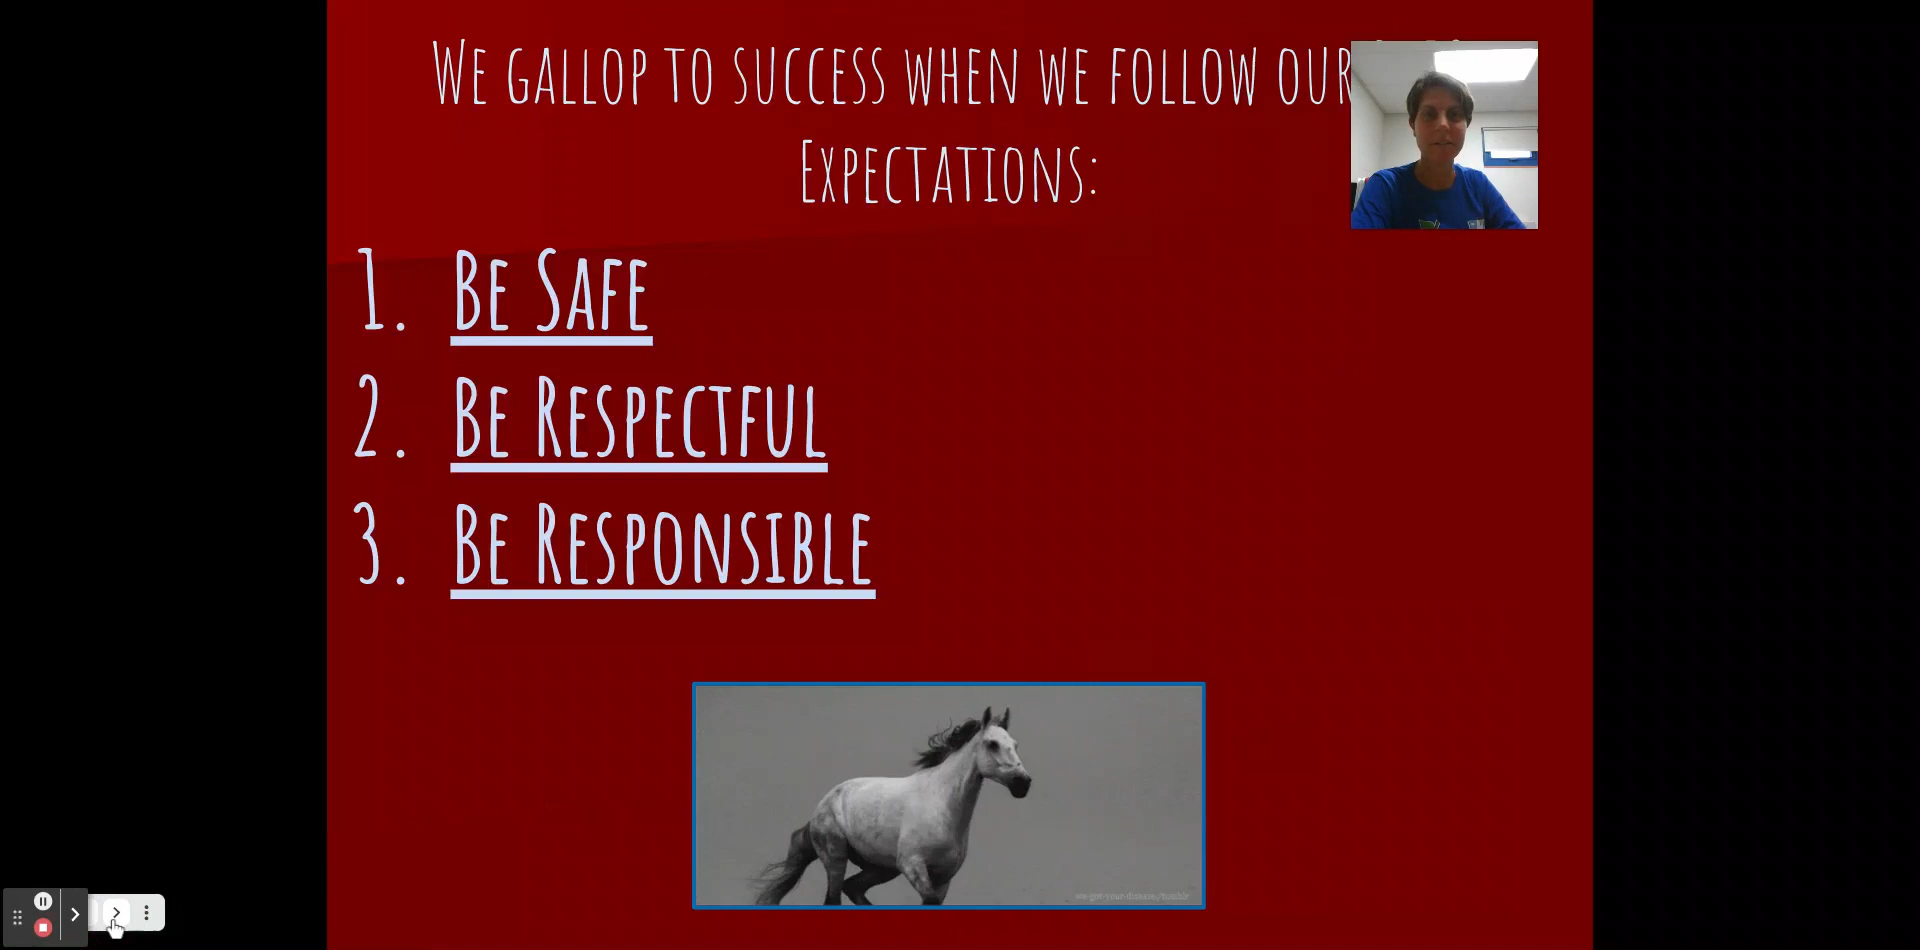 We gallop to success when we follow our
Expectations:
1. Be Safe
2. Be Respectful
3. Be Responsible